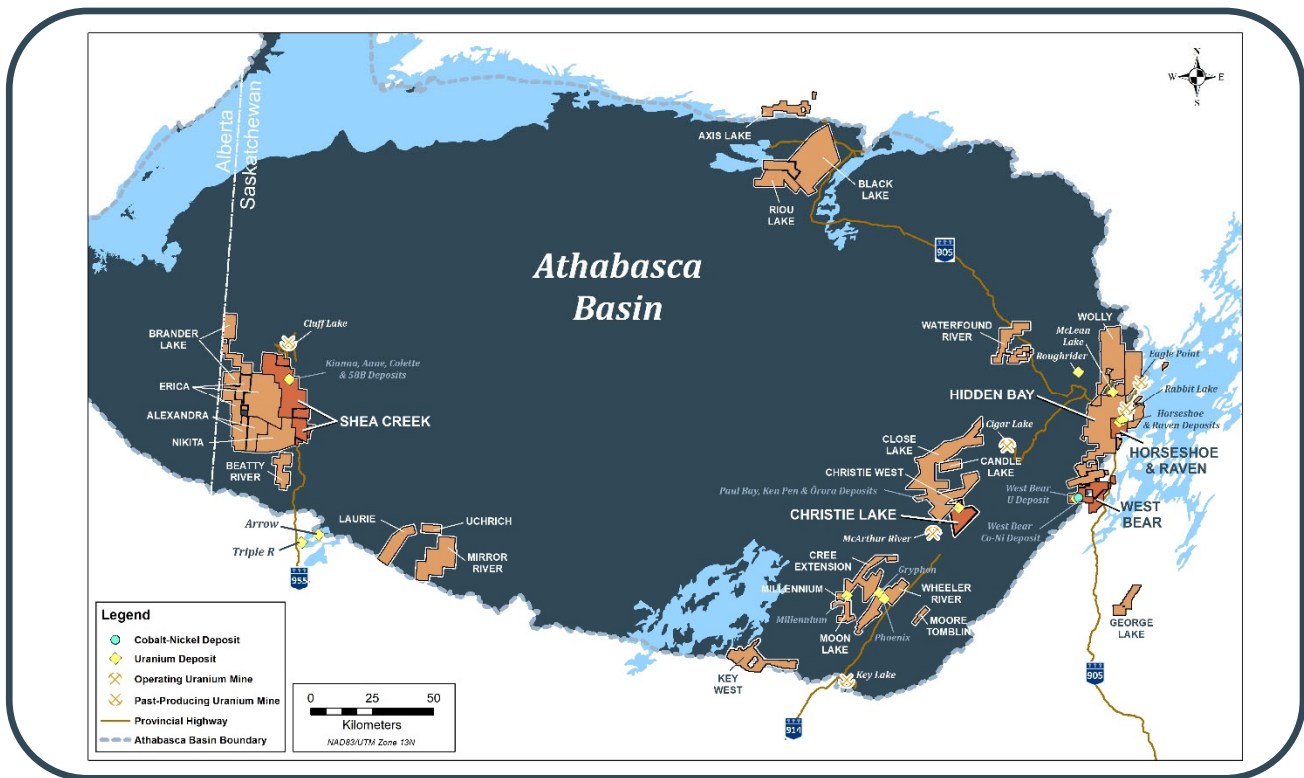 N
W
E
S
Alberta
Saskatchewan
AXIS LAKE
BLACK
LAKE
RIOU
LAKE
905
Athabasca
Basin
BRANDER
LAKE
Cluff Lake
Kianna, Anne, Colette
& 58B Deposits
ERICA
ALEXANDRA
SHEA CREEK
NIKITA
BEATTY
RIVER
Arrow
Triple R
955
LAURIE
UCHRICH
MIRROR
RIVER
WATERFOUND
RIVER
WOLLY
McLean
Lake
Roughrider
Eagle Point
Rabbit Lake
HIDDEN BAY
Horseshoe
& Raven Deposits
HORSESHOE
& RAVEN
CLOSE
LAKE
Cigar Lake
CANDLE
LAKE
CHRISTIE WEST
Paul Bay, Ken Pen & Örora Deposits
CHRISTIE LAKE
McArthur River
West Bear
U Deposit
WEST
BEAR
West Bear
Co-Ni Deposit
CREE
EXTENSION
Gryphon
MILLENNIUM
WHEELER
RIVER
Millennium
Phoenix
MOORE
TOMBLIN
MOON
LAKE
GEORGE
LAKE
KEY
WEST
Key Lake
914
905
Legend
Cobalt-Nickel Deposit
Uranium Deposit
Operating Uranium Mine
Past-Producing Uranium Mine
Provincial Highway
Athabasca Basin Boundary
0 25 50
Kilometers
NAD83/UTM Zone 13N